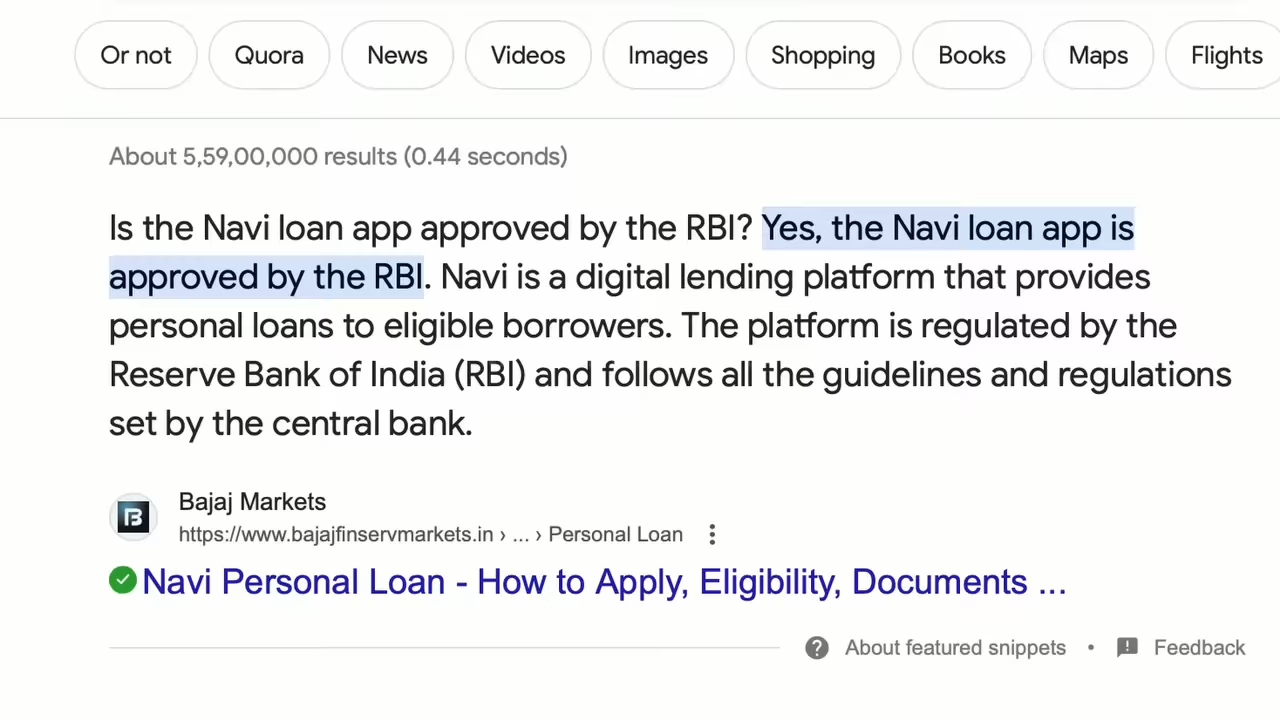 Or not Quora News Videos Images Shopping Books Maps Flights
About 5,59,00,000 results (0.44 seconds)
Is the Navi loan app approved by the RBI? Yes, the Navi loan app is
approved by the RBI. Navi is a digital lending platform that provides
personal loans to eligible borrowers. The platform is regulated by the
Reserve Bank of India (RBI) and follows all the guidelines and regulations
set by the central bank.
Bajaj Markets
https://www.bajajfinservmarkets.in › ... › Personal Loan
Navi Personal Loan - How to Apply, Eligibility, Documents ...
About featured snippets • Feedback